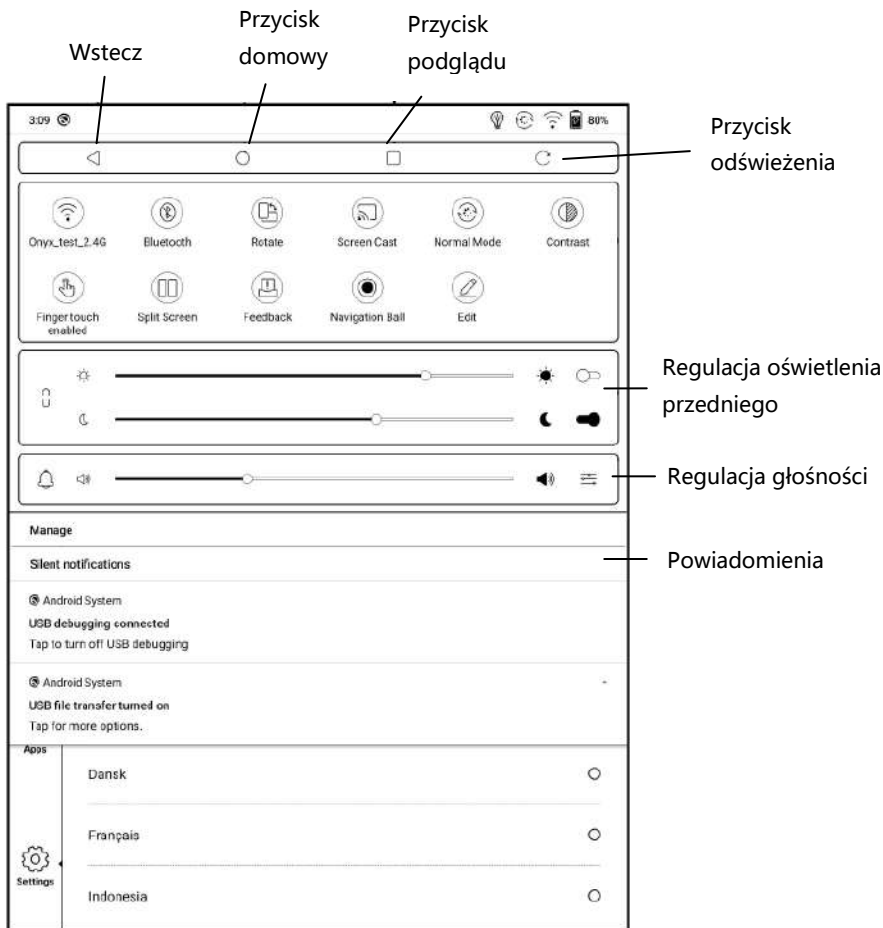 Przycisk
domowy
Przycisk
podglądu
Wstecz
3:09
80%
Przycisk
odświeżenia
Onyx_test_2.4G
Bluetooth
Rotate
Screen Cast
Normal Mode
Contrast
Finger touch
enabled
Split Screen
Feedback
Navigation Ball
Edit
Regulacja oświetlenia
przedniego
Regulacja głośności
Manage
Silent notifications
Powiadomienia
Android System
USB debugging connected
Tap to turn off USB debugging
Android System
USB file transfer turned on
Tap for more options.
Apps
Dansk
Français
Settings
Indonesia